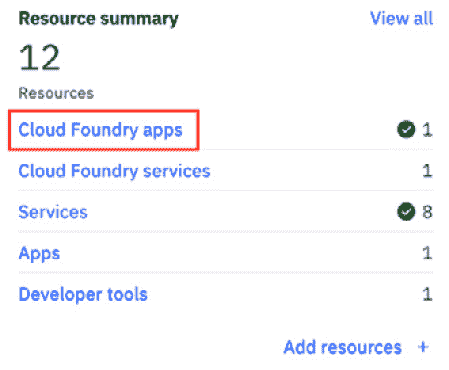 Resource summary View all
12
Resources
Cloud Foundry apps 1
Cloud Foundry services 1
Services 8
Apps 1
Developer tools 1
Add resources +